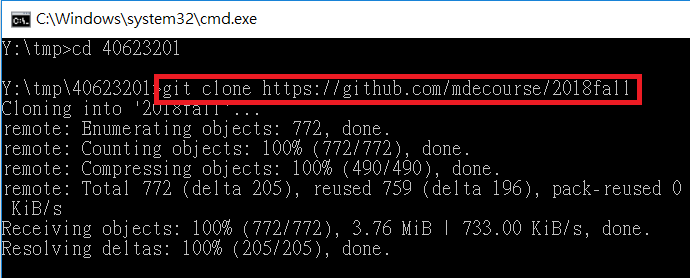 C:\Windows\system32\cmd.exe
Y:\tmp>cd 40623201
Y:\tmp\40623201>git clone https://github.com/mdecourse/2018fall
Cloning into '2018fall'...
remote: Enumerating objects: 772, done.
remote: Counting objects: 100% (772/772), done.
remote: Compressing objects: 100% (490/490), done.
remote: Total 772 (delta 205), reused 759 (delta 196), pack-reused 0
 KiB/s
Receiving objects: 100% (772/772), 3.76 MiB | 733.00 KiB/s, done.
Resolving deltas: 100% (205/205), done.